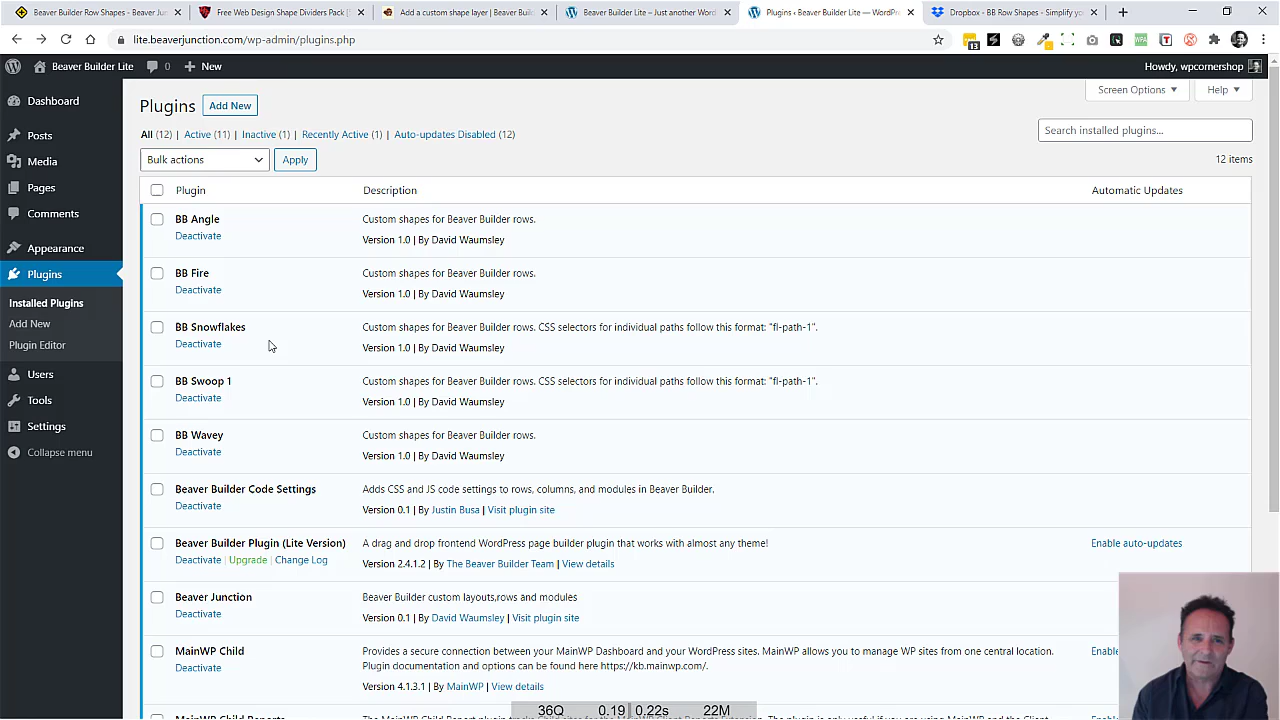 Beaver Builder Row Shapes - Beaver Jun
Free Web Design Shape Dividers Pack [
Add a custom shape layer | Beaver Buil
Beaver Builder Lite – Just another Word
Plugins ‹ Beaver Builder Lite — WordPr
Dropbox - BB Row Shapes - Simplify yo
lite.beaverjunction.com/wp-admin/plugins.php
13
WPA
T
Beaver Builder Lite
0
New
Howdy, wpcornershop
Dashboard
Posts
Media
Pages
Comments
Appearance
Plugins
Installed Plugins
Add New
Plugin Editor
Users
Tools
Settings
Collapse menu
Screen Options
Help
Plugins
Add New
All (12) | Active (11) | Inactive (1) | Recently Active (1) | Auto-updates Disabled (12)
Search installed plugins...
Bulk actions
Apply
12 items
Plugin Description Automatic Updates
BB Angle
Deactivate
Custom shapes for Beaver Builder rows.
Version 1.0 | By David Waumsley
BB Fire
Deactivate
Custom shapes for Beaver Builder rows.
Version 1.0 | By David Waumsley
BB Snowflakes
Deactivate
Custom shapes for Beaver Builder rows. CSS selectors for individual paths follow this format: "fl-path-1".
Version 1.0 | By David Waumsley
BB Swoop 1
Deactivate
Custom shapes for Beaver Builder rows. CSS selectors for individual paths follow this format: "fl-path-1".
Version 1.0 | By David Waumsley
BB Wavey
Deactivate
Custom shapes for Beaver Builder rows.
Version 1.0 | By David Waumsley
Beaver Builder Code Settings
Deactivate
Adds CSS and JS code settings to rows, columns, and modules in Beaver Builder.
Version 0.1 | By Justin Busa | Visit plugin site
Beaver Builder Plugin (Lite Version)
Deactivate | Upgrade | Change Log
A drag and drop frontend WordPress page builder plugin that works with almost any theme!
Version 2.4.1.2 | By The Beaver Builder Team | View details
Enable auto-updates
Beaver Junction
Deactivate
Beaver Builder custom layouts,rows and modules
Version 0.1 | By David Waumsley | Visit plugin site
MainWP Child
Deactivate
Provides a secure connection between your MainWP Dashboard and your WordPress sites. MainWP allows you to manage WP sites from one central location.
Plugin documentation and options can be found here https://kb.mainwp.com/.
Version 4.1.3.1 | By MainWP | View details
Enable
36Q 0.19 | 0.22s 22M